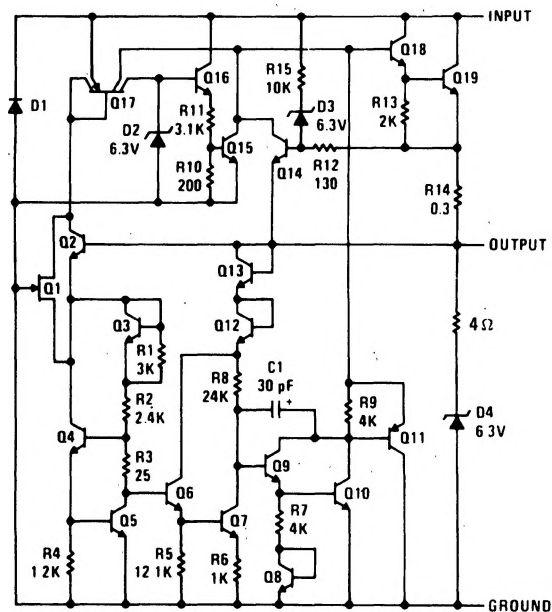 INPUT
Q18
Q16
R15
10K
Q19
D1
Q17
R11
3.1K
D3
6.3V
R13
2K
D2
6.3V
Q15
R10
200
R12
130
Q14
R14
0.3
Q2
OUTPUT
Q13
Q1
Q3
Q12
4 Ω
R1
3K
C1
30 pF
+
R8
24K
R2
2.4K
R9
4K
D4
6 3V
Q4
Q11
R3
25
Q9
Q6
Q10
Q5
Q7
R7
4K
R4
1 2K
R5
12 1K
R6
1K
Q8
GROUND